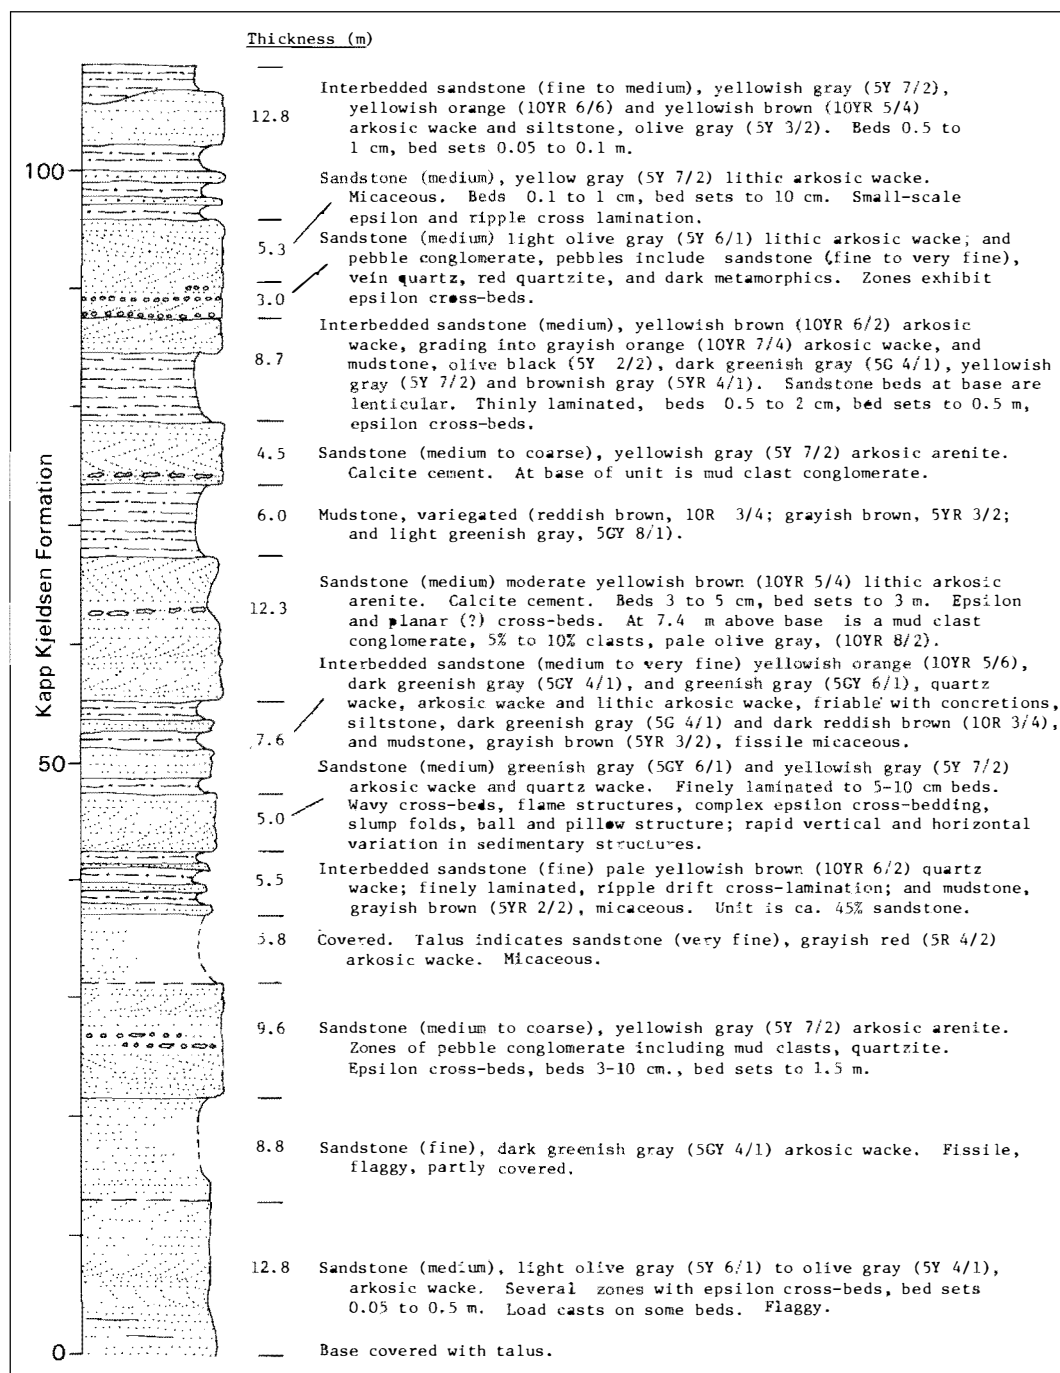 Thickness (m)
12.8
Interbedded sandstone (fine to medium), yellowish gray (5Y 7/2),
yellowish orange (10YR 6/6) and yellowish brown (10YR 5/4)
arkosic wacke and siltstone, olive gray (5Y 3/2). Beds 0.5 to
1 cm, bed sets 0.05 to 0.1 m.
100
5.3
Sandstone (medium), yellow gray (5Y 7/2) lithic arkosic wacke.
Micaceous. Beds 0.1 to 1 cm, bed sets to 10 cm. Small-scale
epsilon and ripple cross lamination.
3.0
Sandstone (medium) light olive gray (5Y 6/1) lithic arkosic wacke; and
pebble conglomerate, pebbles include sandstone (fine to very fine),
vein quartz, red quartzite, and dark metamorphics. Zones exhibit
epsilon cross-beds.
8.7
Interbedded sandstone (medium), yellowish brown (10YR 6/2) arkosic
wacke, grading into grayish orange (10YR 7/4) arkosic wacke, and
mudstone, olive black (5Y 2/2), dark greenish gray (5G 4/1), yellowish
gray (5Y 7/2) and brownish gray (5YR 4/1). Sandstone beds at base are
lenticular. Thinly laminated, beds 0.5 to 2 cm, bed sets to 0.5 m,
epsilon cross-beds.
4.5
Sandstone (medium to coarse), yellowish gray (5Y 7/2) arkosic arenite.
Calcite cement. At base of unit is mud clast conglomerate.
Kapp Kjeldsen Formation
6.0
Mudstone, variegated (reddish brown, 10R 3/4; grayish brown, 5YR 3/2;
and light greenish gray, 5GY 8/1).
12.3
Sandstone (medium) moderate yellowish brown (10YR 5/4) lithic arkosic
arenite. Calcite cement. Beds 3 to 5 cm, bed sets to 3 m. Epsilon
and planar (?) cross-beds. At 7.4 m above base is a mud clast
conglomerate, 5% to 10% clasts, pale olive gray, (10YR 8/2).
7.6
Interbedded sandstone (medium to very fine) yellowish orange (10YR 5/6),
dark greenish gray (5GY 4/1), and greenish gray (5GY 6/1), quartz
wacke, arkosic wacke and lithic arkosic wacke, friable with concretions,
siltstone, dark greenish gray (5G 4/1) and dark reddish brown (10R 3/4),
and mudstone, grayish brown (5YR 3/2), fissile micaceous.
50
5.0
Sandstone (medium) greenish gray (5GY 6/1) and yellowish gray (5Y 7/2)
arkosic wacke and quartz wacke. Finely laminated to 5-10 cm beds.
Wavy cross-beds, flame structures, complex epsilon cross-bedding,
slump folds, ball and pillow structure; rapid vertical and horizontal
variation in sedimentary structures.
5.5
Interbedded sandstone (fine) pale yellowish brown (10YR 6/2) quartz
wacke; finely laminated, ripple drift cross-lamination; and mudstone,
grayish brown (5YR 2/2), micaceous. Unit is ca. 45% sandstone.
5.8
Covered. Talus indicates sandstone (very fine), grayish red (5R 4/2)
arkosic wacke. Micaceous.
9.6
Sandstone (medium to coarse), yellowish gray (5Y 7/2) arkosic arenite.
Zones of pebble conglomerate including mud clasts, quartzite.
Epsilon cross-beds, beds 3-10 cm., bed sets to 1.5 m.
8.8
Sandstone (fine), dark greenish gray (5GY 4/1) arkosic wacke. Fissile,
flaggy, partly covered.
12.8
Sandstone (medium), light olive gray (5Y 6/1) to olive gray (5Y 4/1),
arkosic wacke. Several zones with epsilon cross-beds, bed sets
0.05 to 0.5 m. Load casts on some beds. Flaggy.
0
Base covered with talus.